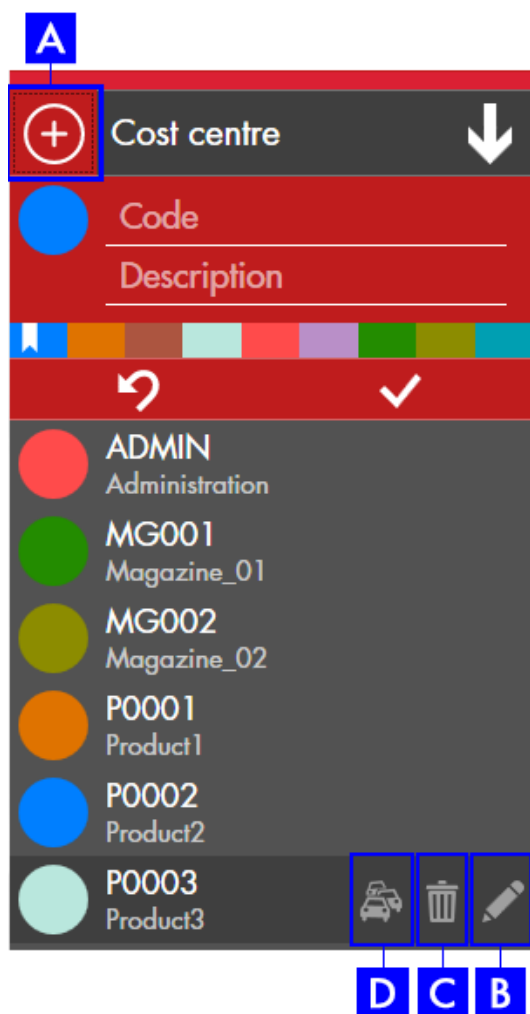 A
Cost centre
Code
Description
ADMIN
Administration
MG001
Magazine_01
MG002
Magazine_02
P0001
Product1
P0002
Product2
P0003
Product3
D C B